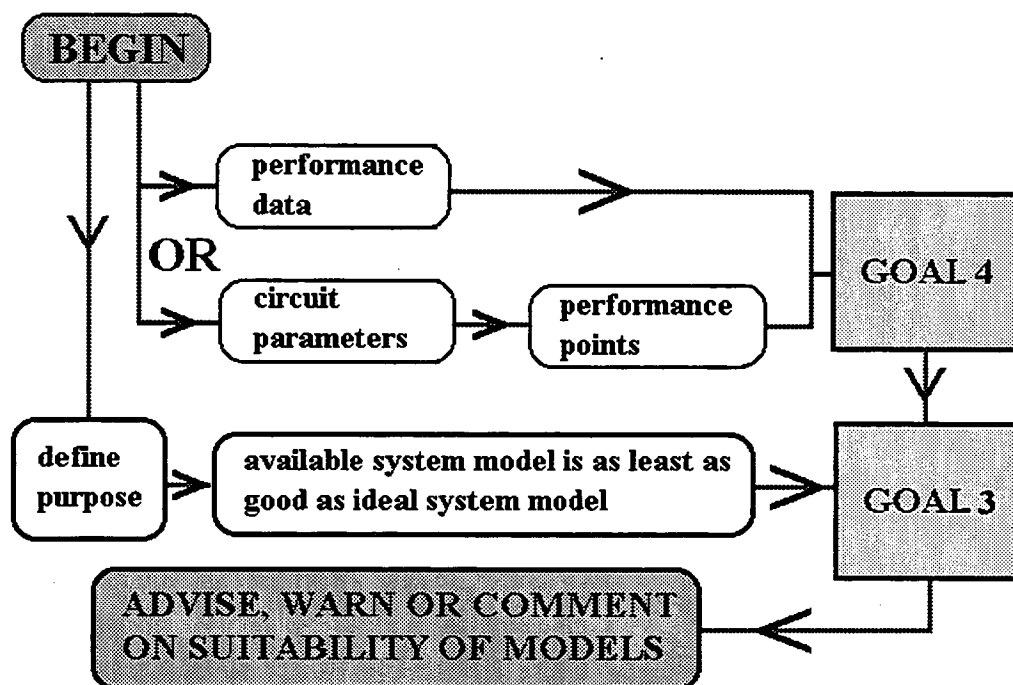 BEGIN
performance
data
OR
circuit
parameters
performance
points
GOAL 4
define
purpose
available system model is as least as
good as ideal system model
GOAL 3
ADVISE, WARN OR COMMENT
ON SUITABILITY OF MODELS